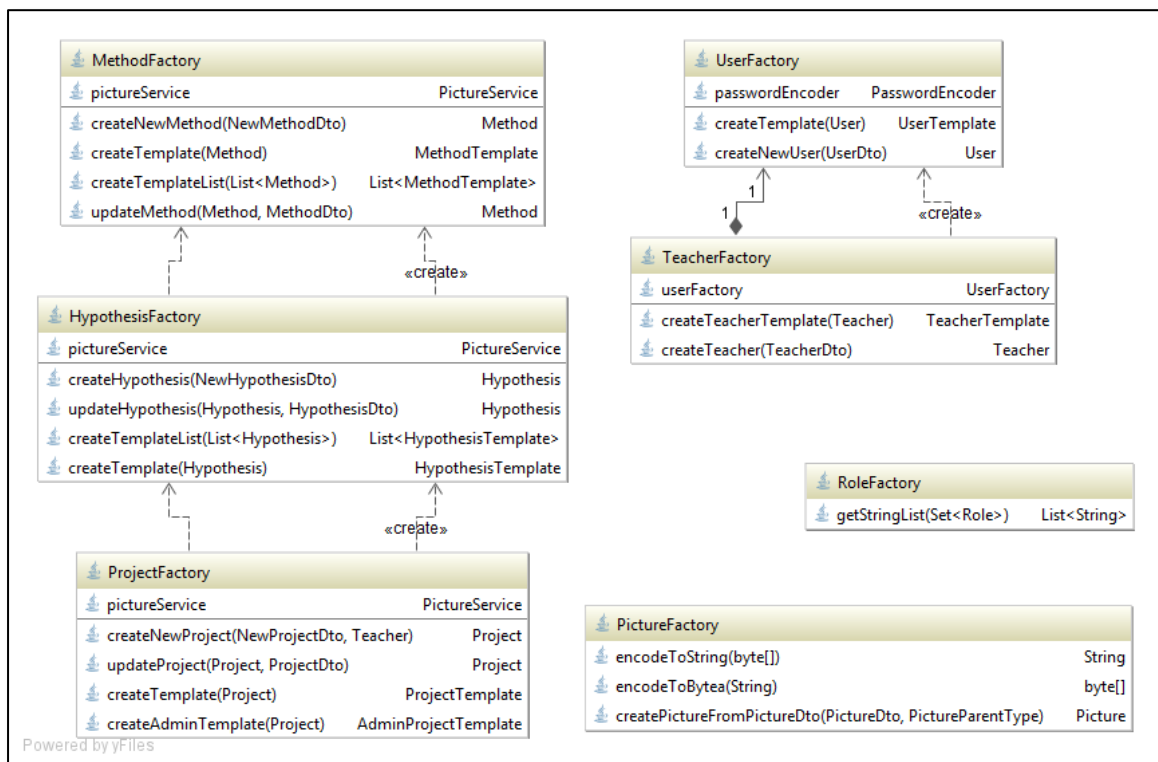 MethodFactory
pictureService PictureService
createNewMethod(NewMethodDto) Method
createTemplate(Method) MethodTemplate
createTemplateList(List<Method>) List<MethodTemplate>
updateMethod(Method, MethodDto) Method
«create»
HypothesisFactory
pictureService PictureService
createHypothesis(NewHypothesisDto) Hypothesis
updateHypothesis(Hypothesis, HypothesisDto) Hypothesis
createTemplateList(List<Hypothesis>) List<HypothesisTemplate>
createTemplate(Hypothesis) HypothesisTemplate
«create»
ProjectFactory
pictureService PictureService
createNewProject(NewProjectDto, Teacher) Project
updateProject(Project, ProjectDto) Project
createTemplate(Project) ProjectTemplate
createAdminTemplate(Project) AdminProjectTemplate
UserFactory
passwordEncoder PasswordEncoder
createTemplate(User) UserTemplate
createNewUser(UserDto) User
1
1
«create»
TeacherFactory
userFactory UserFactory
createTeacherTemplate(Teacher) TeacherTemplate
createTeacher(TeacherDto) Teacher
RoleFactory
getStringList(Set<Role>) List<String>
PictureFactory
encodeToString(byte[]) String
encodeToBytea(String) byte[]
createPictureFromPictureDto(PictureDto, PictureParentType) Picture
Powered by yFiles